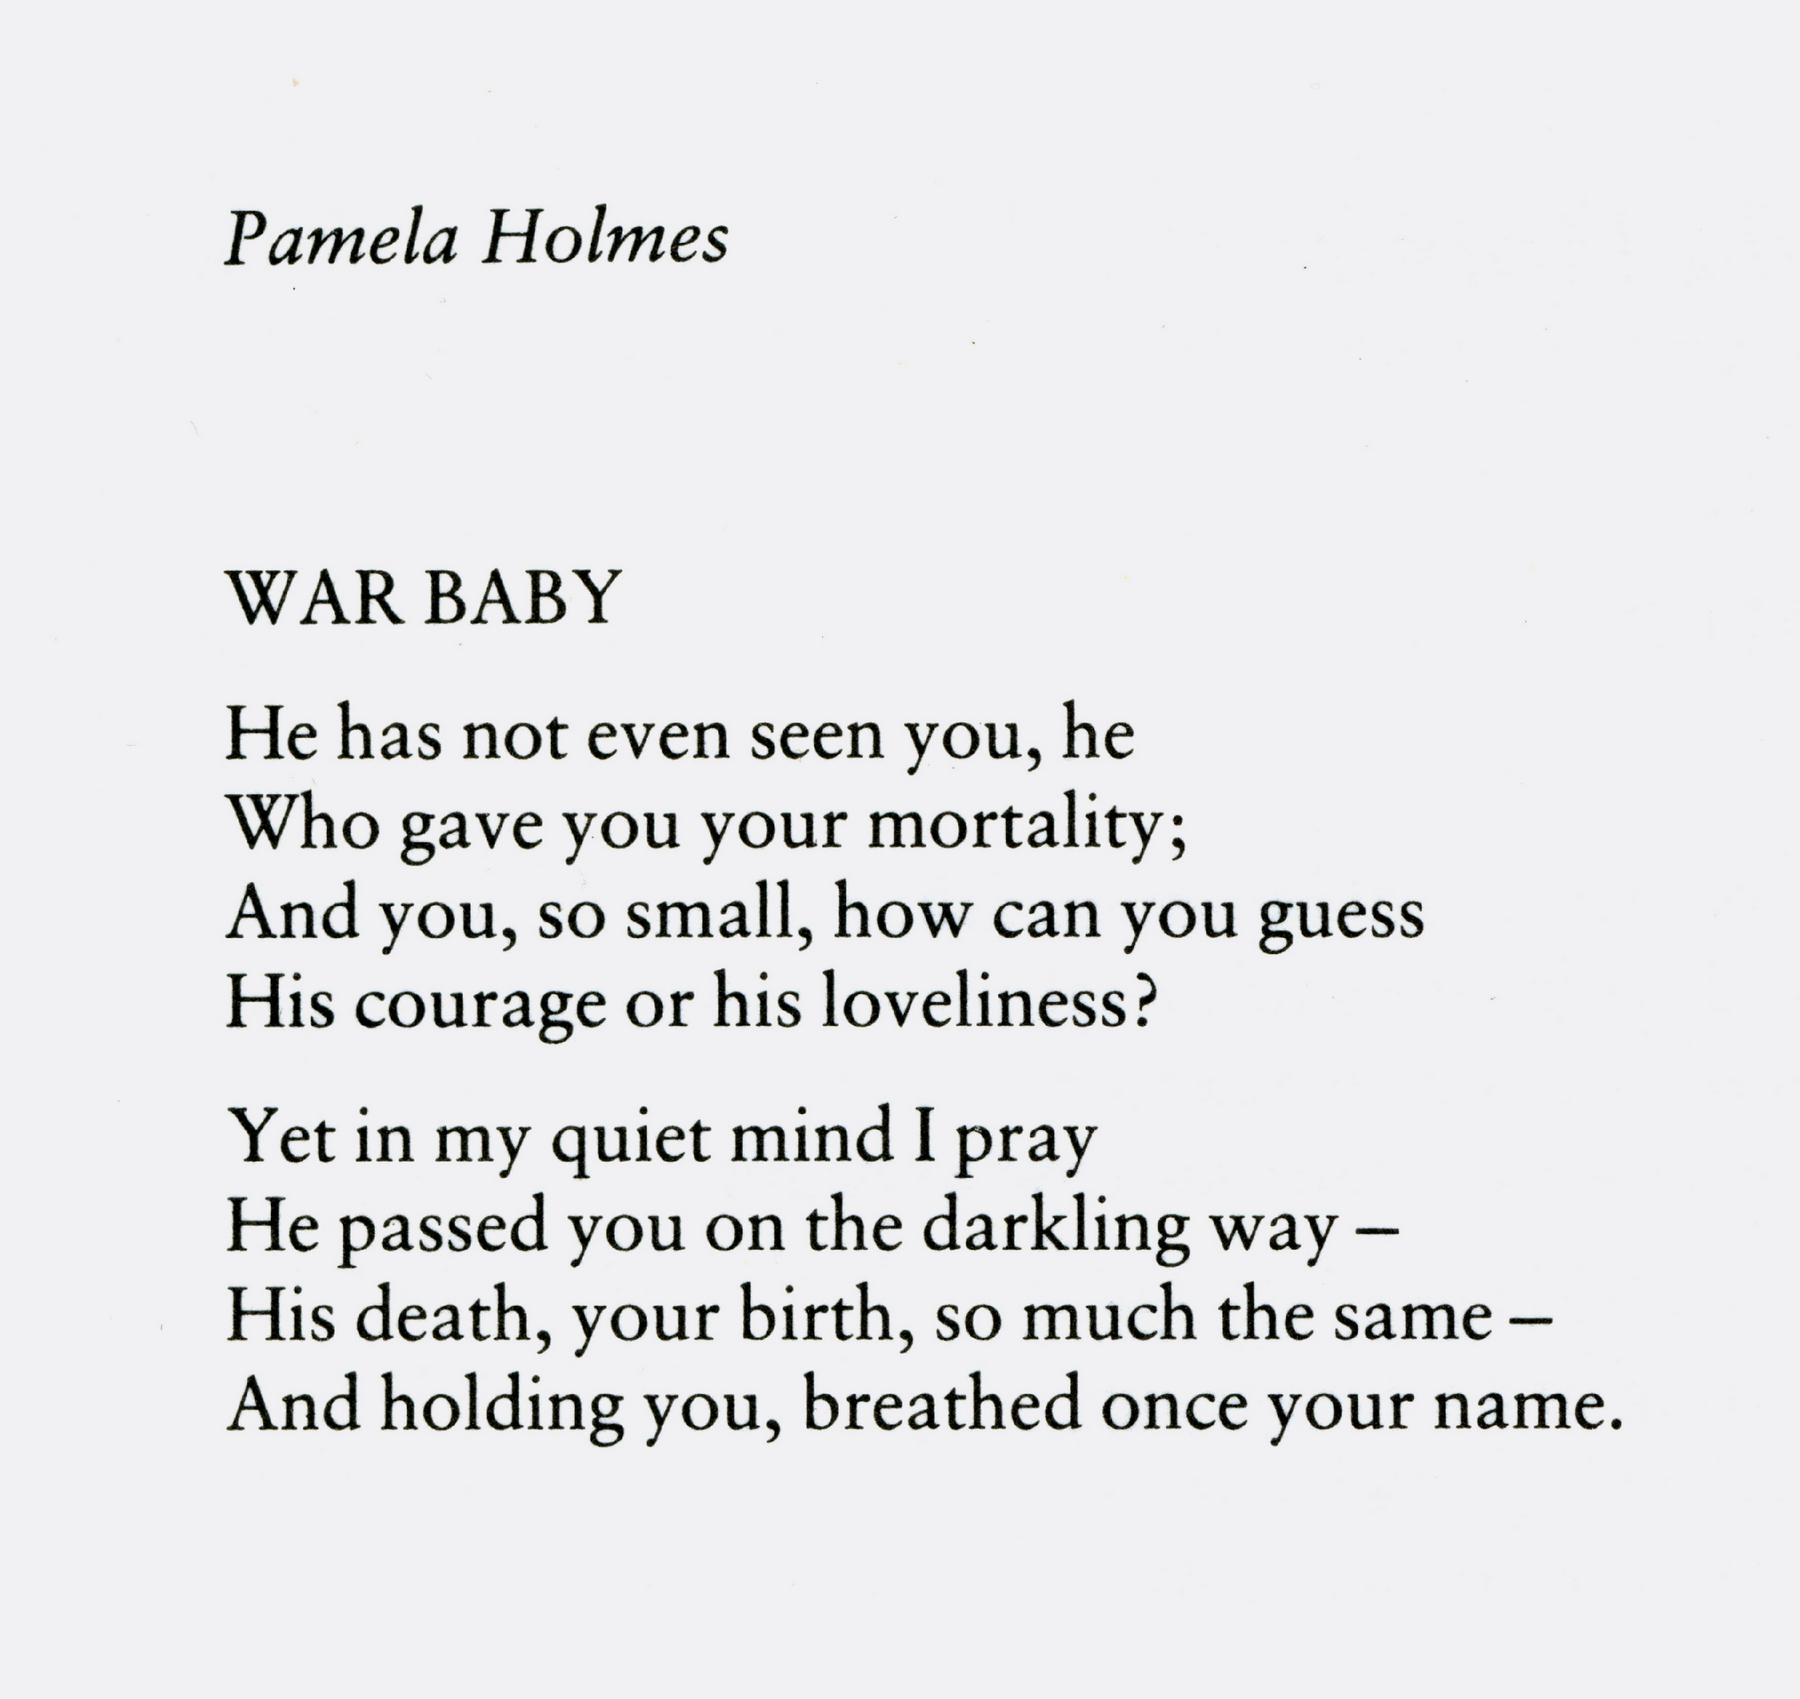 Pamela Holmes
WAR BABY
He has not even seen you, he
Who gave you your mortality;
And you, so small, how can you guess
His courage or his loveliness?
Yet in my quiet mind I pray
He passed you on the darkling way –
His death, your birth, so much the same –
And holding you, breathed once your name.